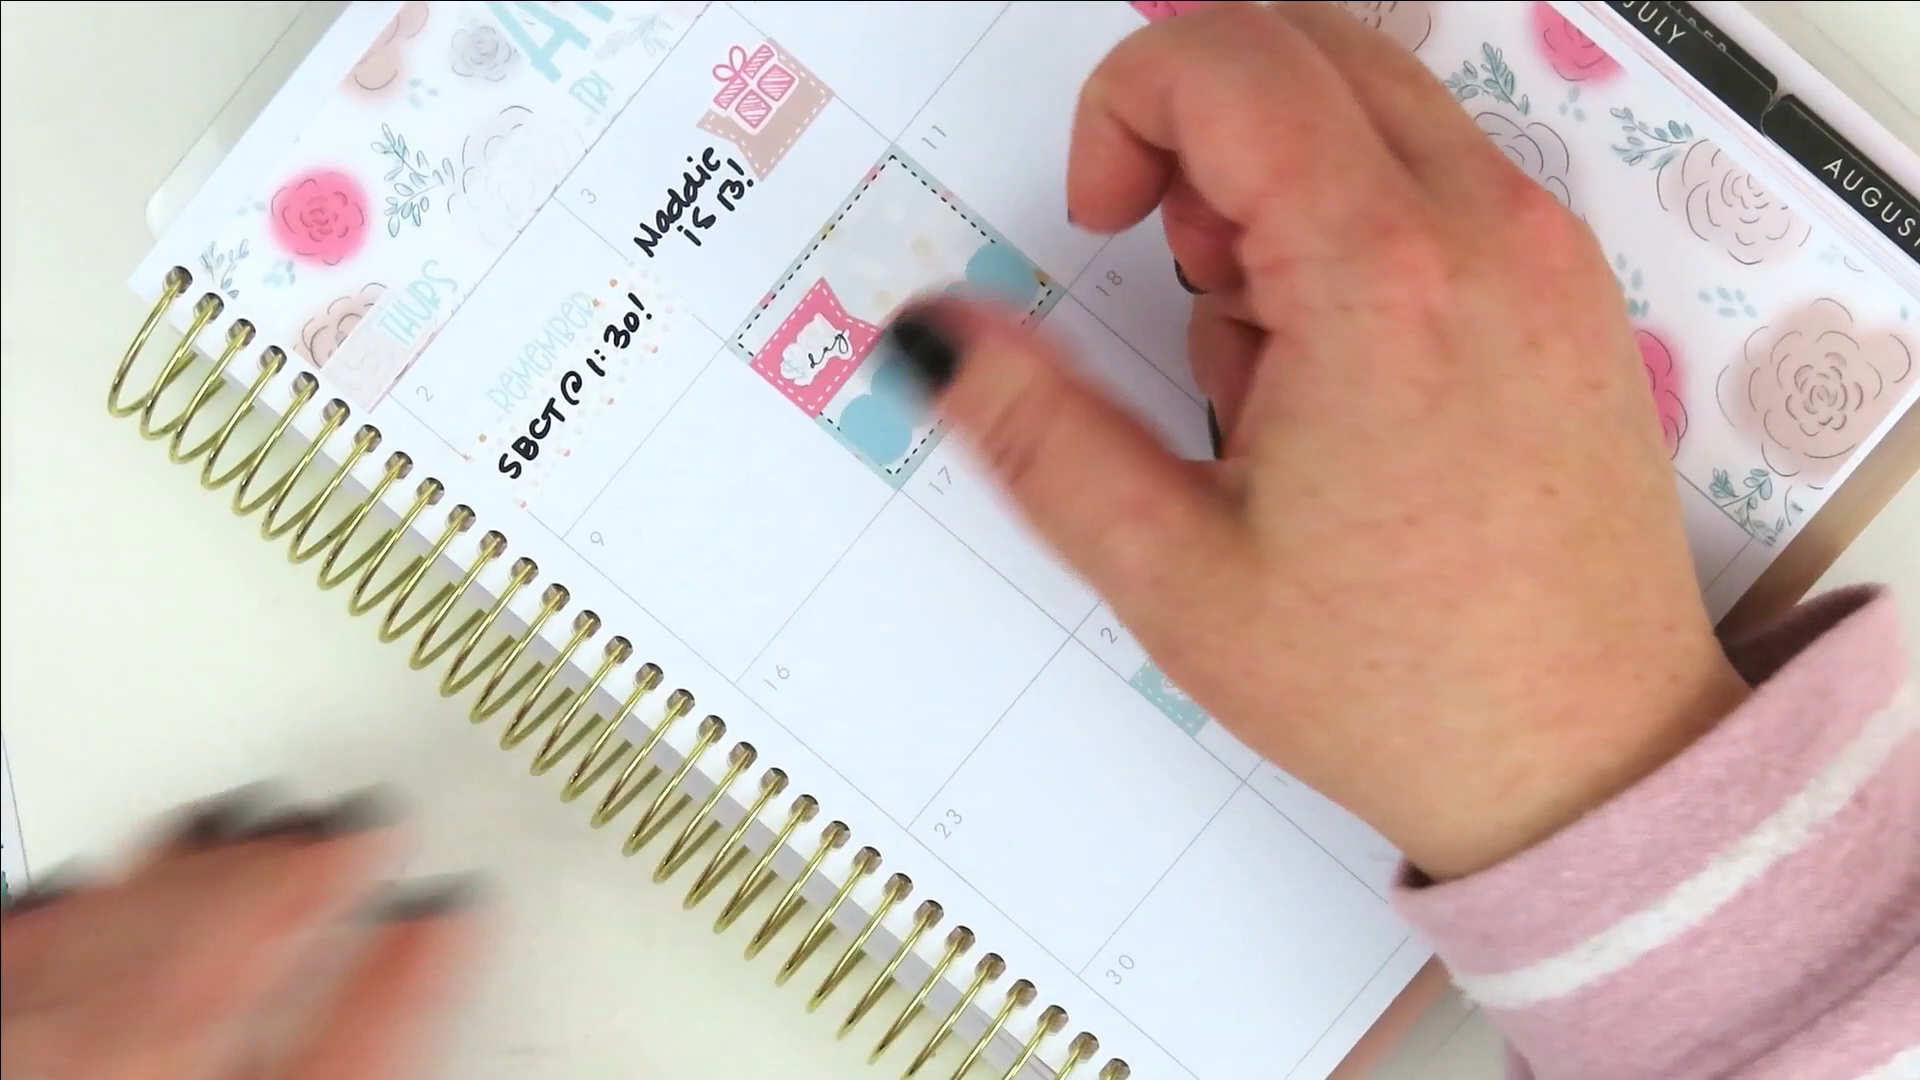 JULY
AUGUS
FRI
THURS
2
3
remember
SBCT @ 1:30!
Maddie
is 13!
9
11
$ day
16
17
18
23
30